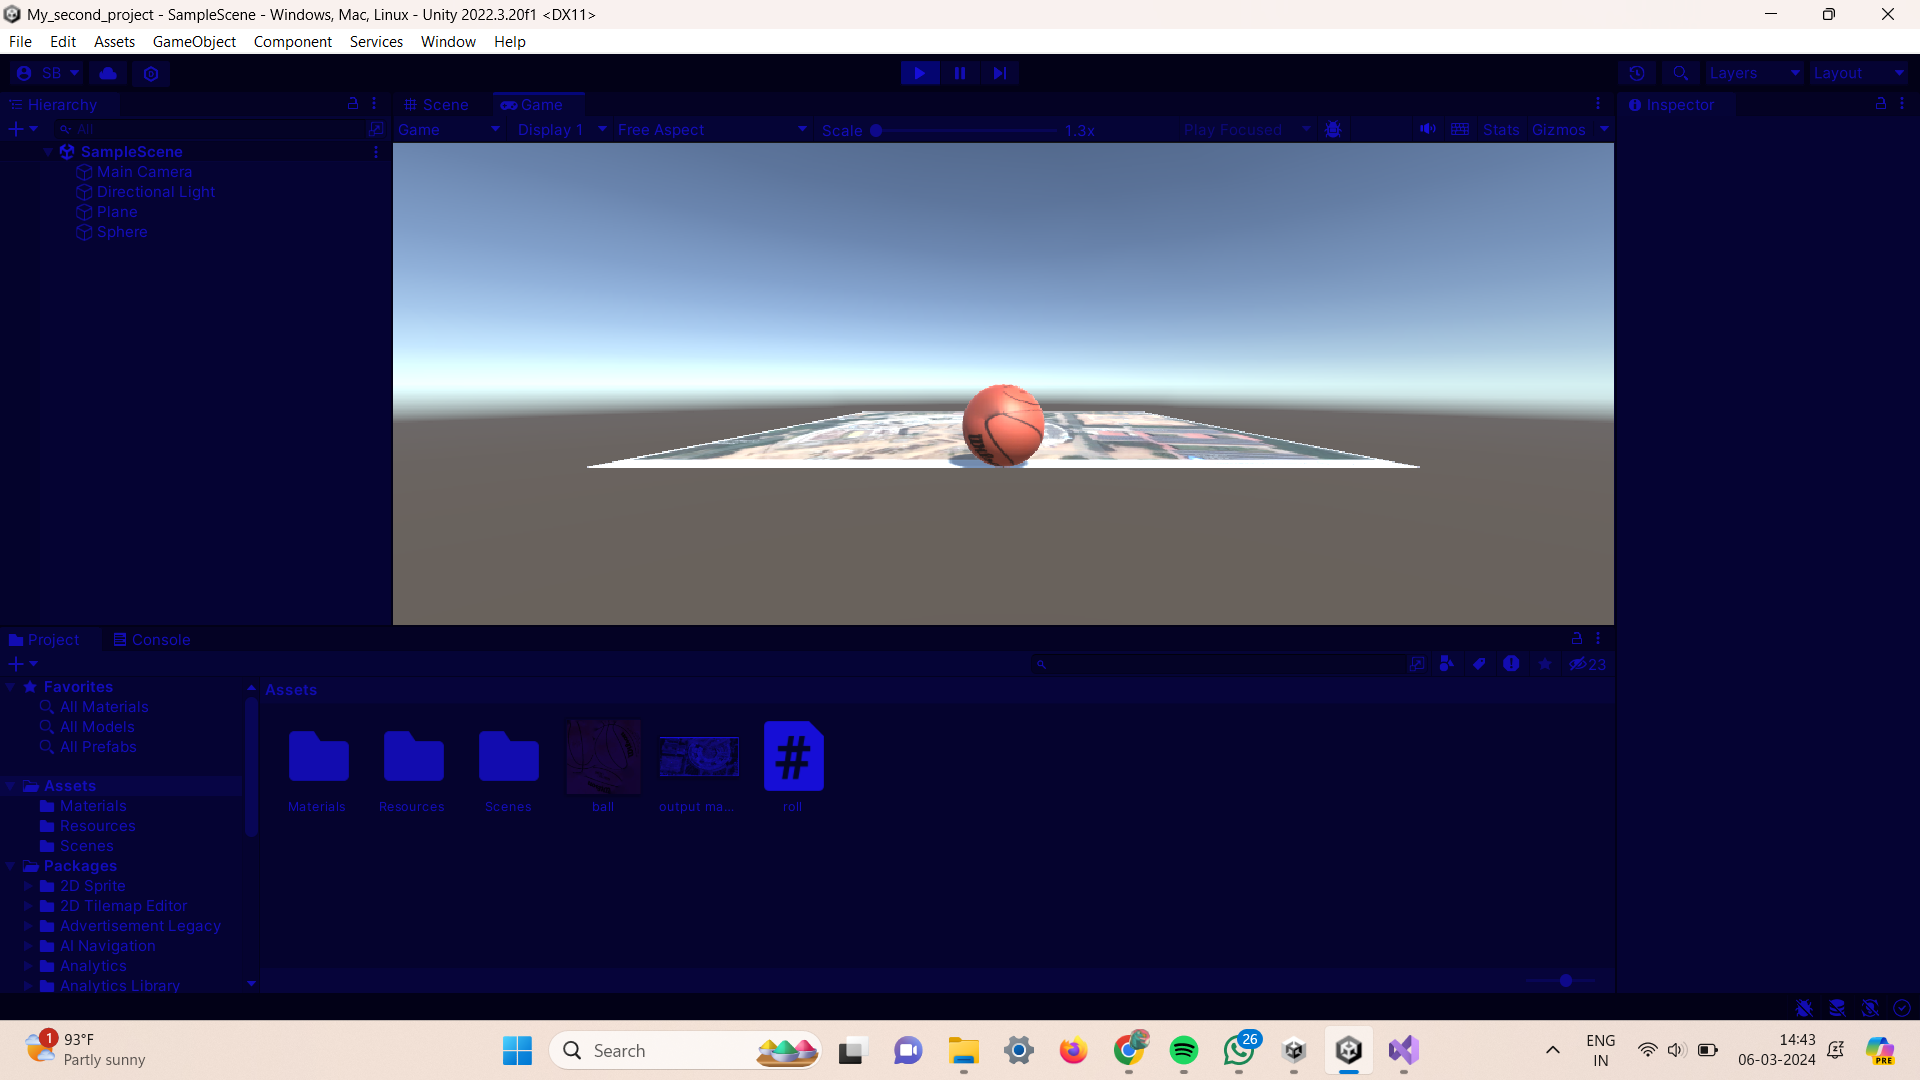 My_second_project - SampleScene - Windows, Mac, Linux - Unity 2022.3.20f1 <DX11>
File Edit Assets GameObject Component Services Window Help
SB Layers Layout
Hierarchy Scene Game Inspector
All Game Display 1 Free Aspect Scale 1.3x Play Focused Stats Gizmos
SampleScene
Main Camera
Directional Light
Plane
Sphere
Project Console
23
Favorites
Assets
All Materials
All Models
All Prefabs
Assets
Materials
Resources
Scenes
Packages
2D Sprite
2D Tilemap Editor
Advertisement Legacy
AI Navigation
Analytics
Analytics Library
#
Materials Resources Scenes ball output ma... roll
1 93°F
Partly sunny
Search
26
ENG
IN
14:43
06-03-2024
PRE